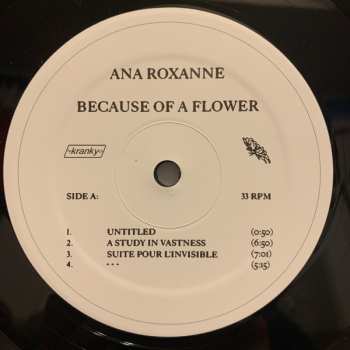 ANA ROXANNE
BECAUSE OF A FLOWER
kranky
SIDE A: 33 RPM
1. UNTITLED (0:50)
2. A STUDY IN VASTNESS (6:50)
3. SUITE POUR L'INVISIBLE (7:01)
4. - - - (5:15)